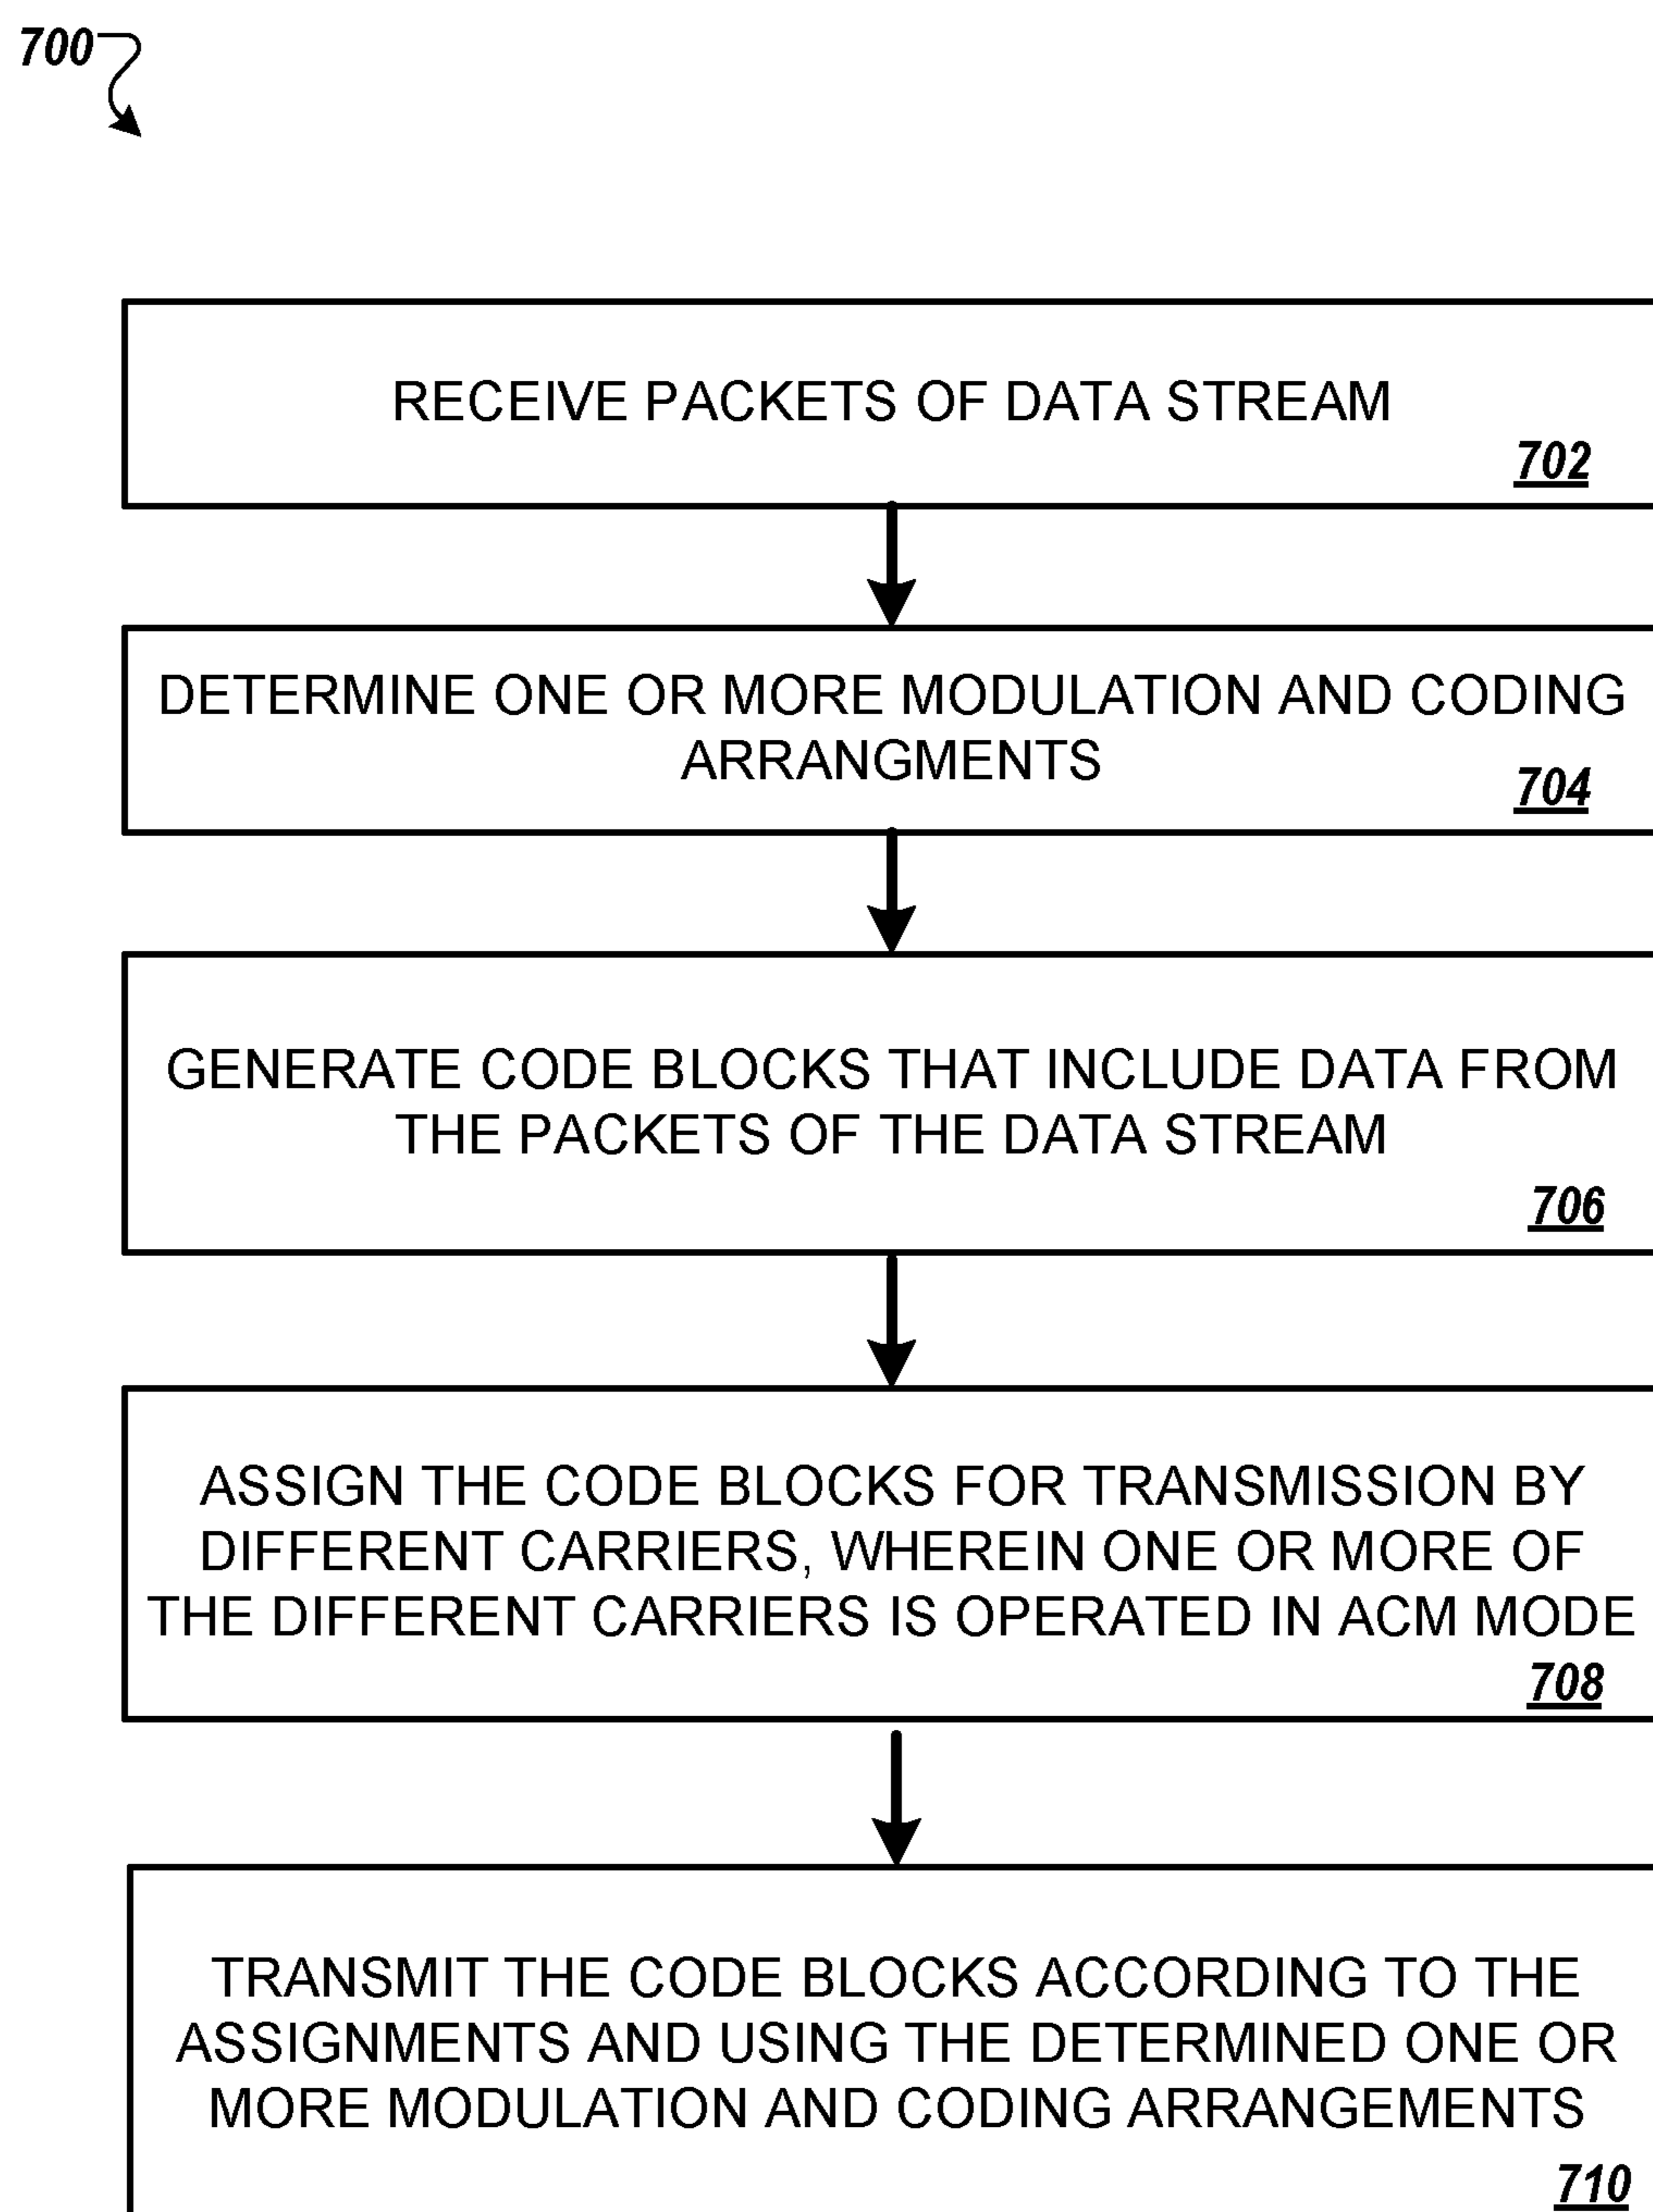 700
RECEIVE PACKETS OF DATA STREAM
702
DETERMINE ONE OR MORE MODULATION AND CODING
ARRANGMENTS
704
GENERATE CODE BLOCKS THAT INCLUDE DATA FROM
THE PACKETS OF THE DATA STREAM
706
ASSIGN THE CODE BLOCKS FOR TRANSMISSION BY
DIFFERENT CARRIERS, WHEREIN ONE OR MORE OF
THE DIFFERENT CARRIERS IS OPERATED IN ACM MODE
708
TRANSMIT THE CODE BLOCKS ACCORDING TO THE
ASSIGNMENTS AND USING THE DETERMINED ONE OR
MORE MODULATION AND CODING ARRANGEMENTS
710